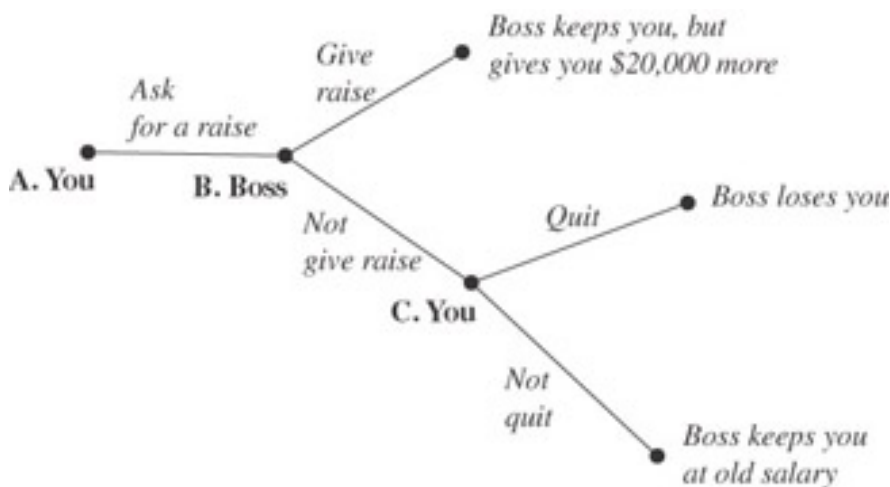 Boss keeps you, but
gives you $20,000 more
Give
raise
Ask
for a raise
A. You
B. Boss
Not
give raise
Quit
Boss loses you
C. You
Not
quit
Boss keeps you
at old salary